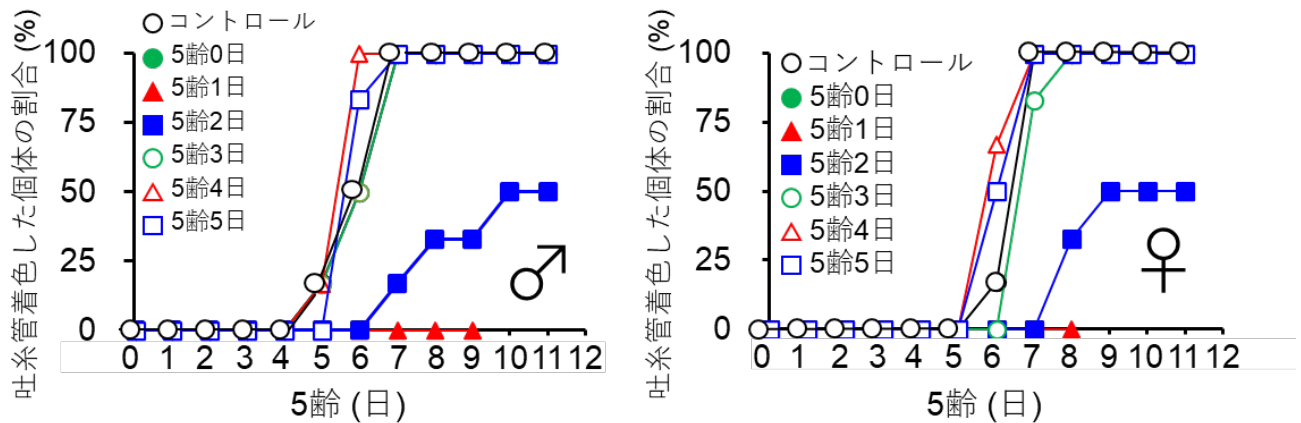 吐糸管着色した個体の割合 (%)
コントロール
5齢0日
5齢1日
5齢2日
5齢3日
5齢4日
5齢5日
100
75
50
25
0
♂
0 1 2 3 4 5 6 7 8 9 10 11 12
5齢 (日)
吐糸管着色した個体の割合 (%)
コントロール
5齢0日
5齢1日
5齢2日
5齢3日
5齢4日
5齢5日
100
75
50
25
0
♀
0 1 2 3 4 5 6 7 8 9 10 11 12
5齢 (日)